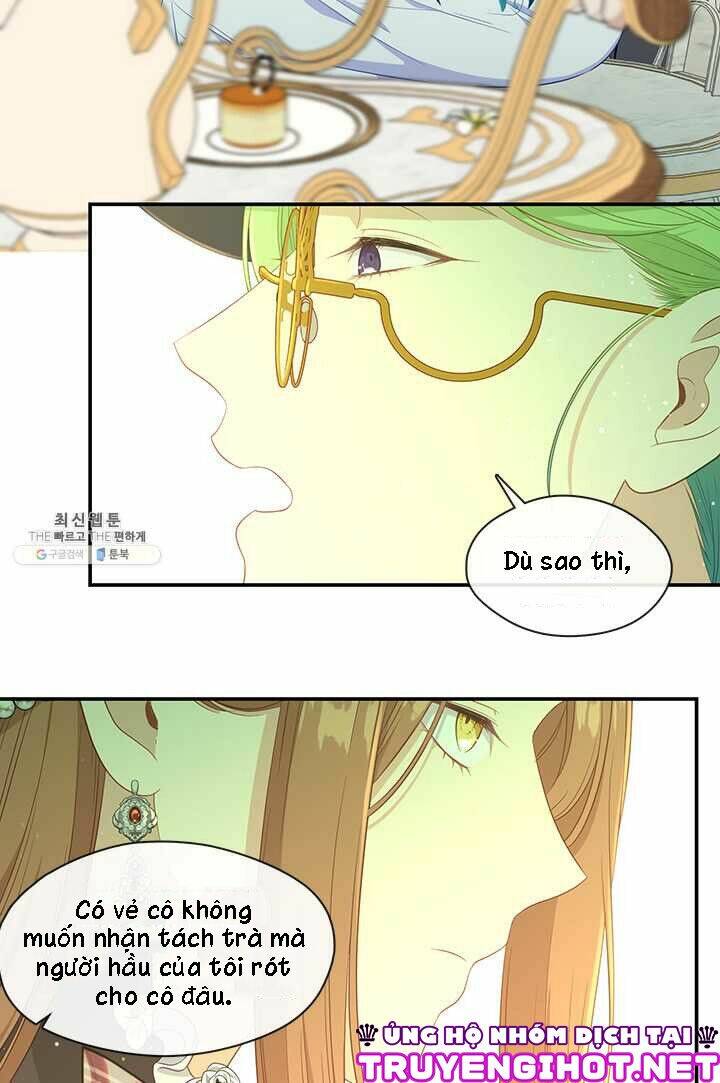 최신웹툰
THE 빠르고 THE 편하게
G 구글검색 툰북
Dù sao thì,
Có vẻ cô không
muốn nhận tách trà mà
người hầu của tôi rót
cho cô đâu.
ỦNG HỘ NHÓM DỊCH TẠI
TRUYENGIHOT.NET